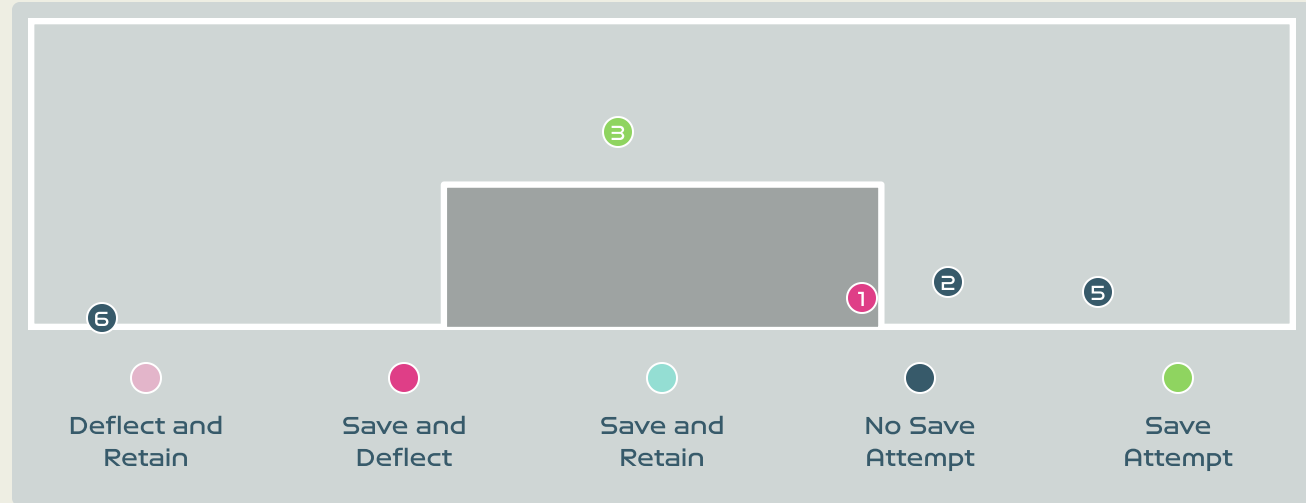 3
2
5
1
6
Deflect and
Retain
Save and
Deflect
Save and
Retain
No Save
Attempt
Save
Attempt